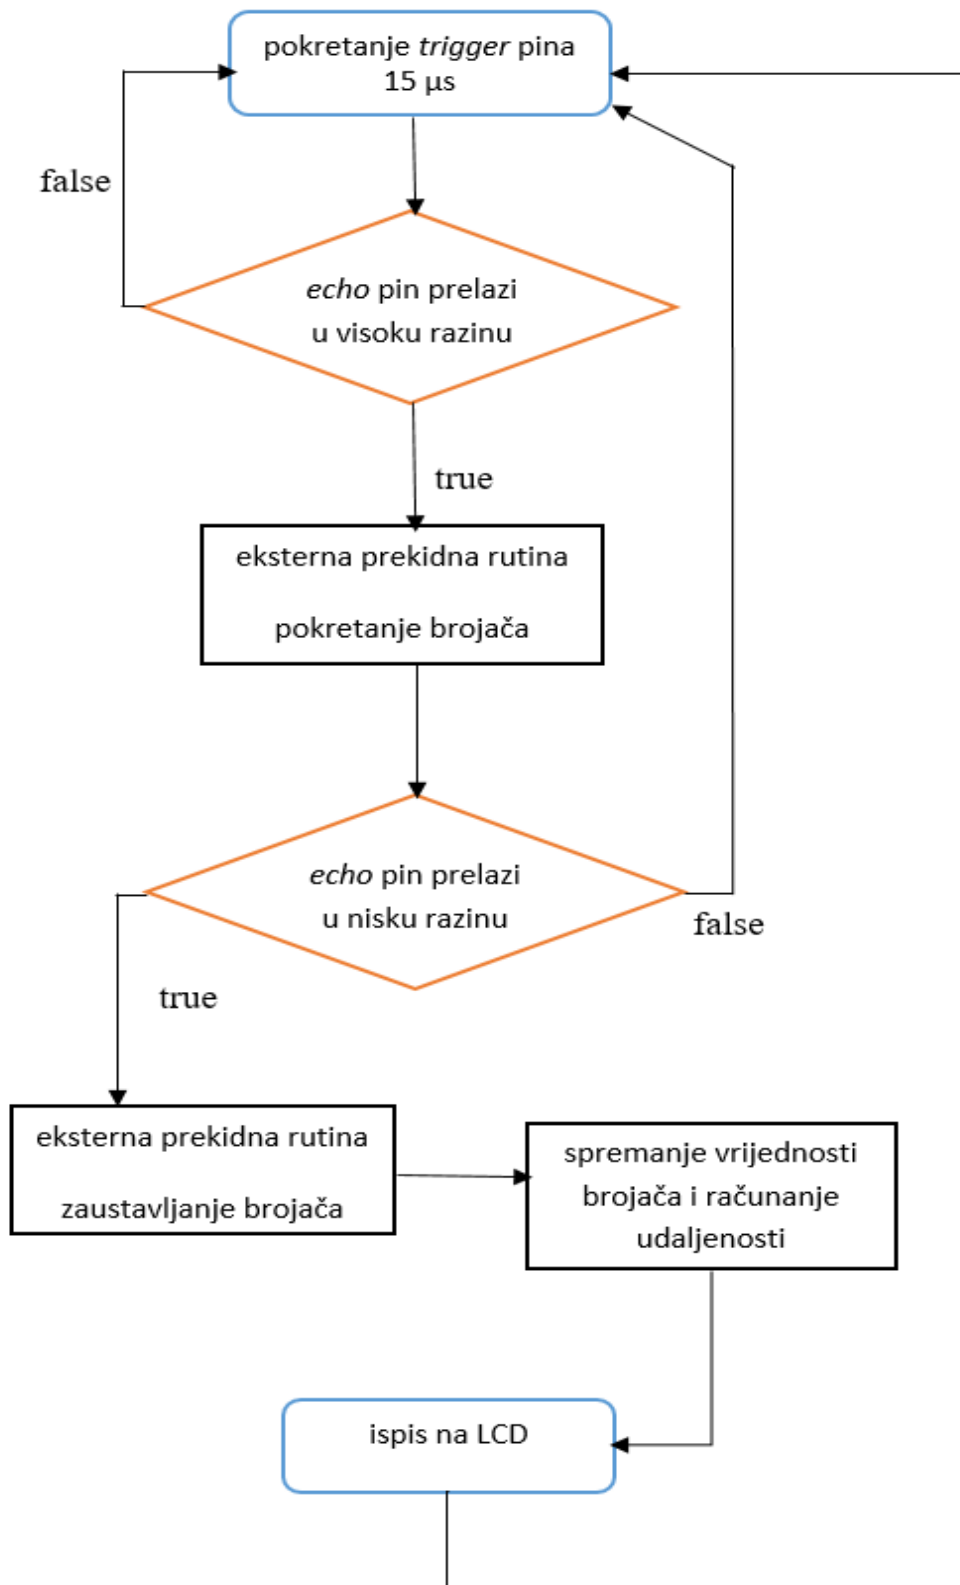 pokretanje trigger pina
15 µs
false
echo pin prelazi
u visoku razinu
true
eksterna prekidna rutina
pokretanje brojača
echo pin prelazi
u nisku razinu
false
true
eksterna prekidna rutina
zaustavljanje brojača
spremanje vrijednosti
brojača i računanje
udaljenosti
ispis na LCD